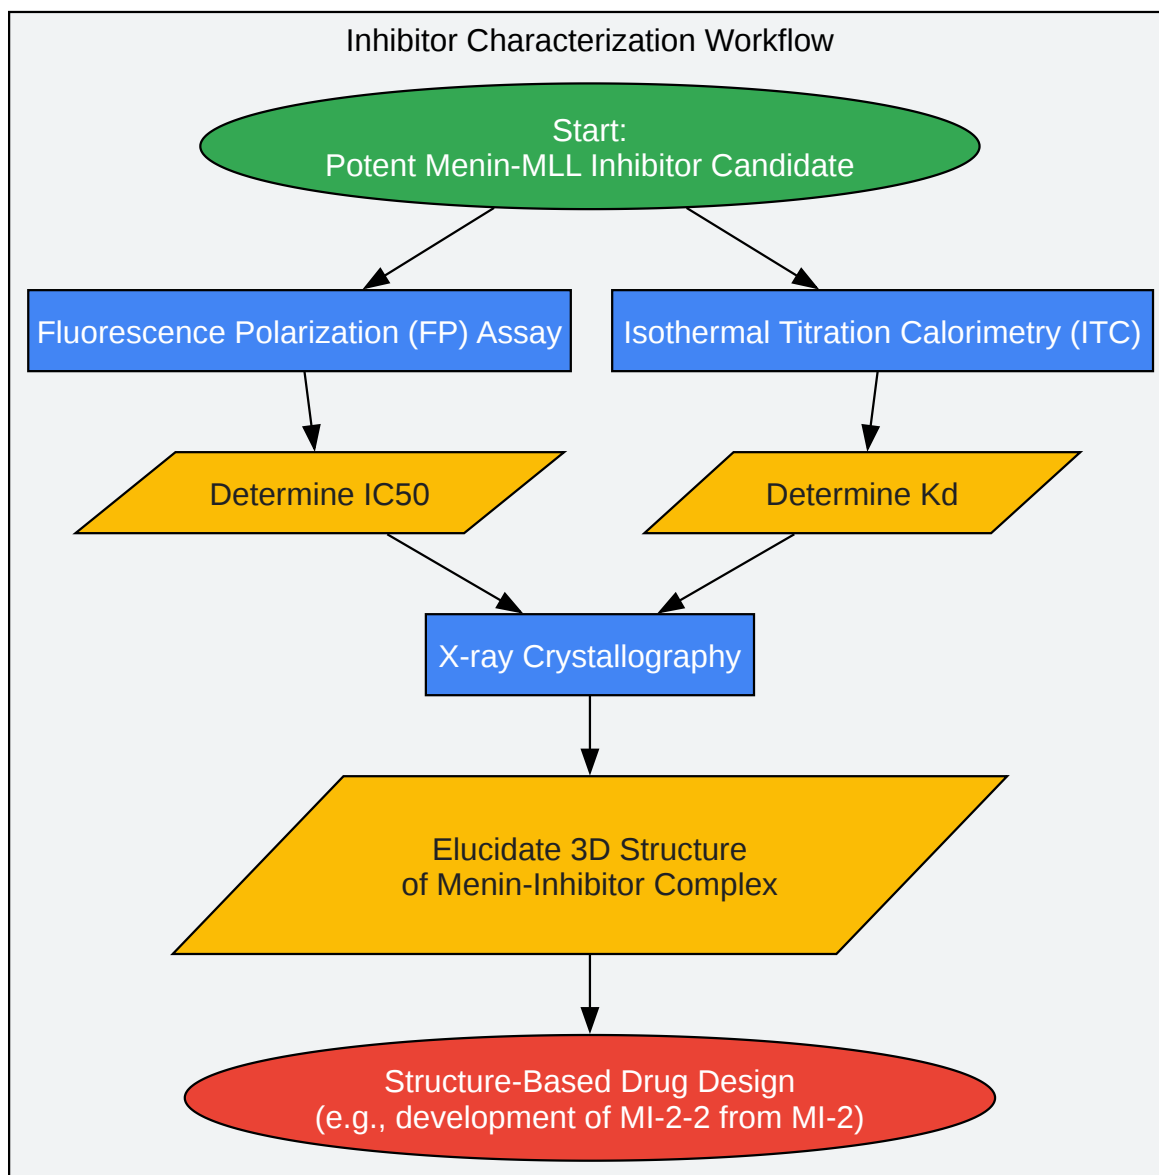 Inhibitor Characterization Workflow
Start:
Potent Menin-MLL Inhibitor Candidate
Fluorescence Polarization (FP) Assay
Isothermal Titration Calorimetry (ITC)
Determine IC50
Determine Kd
X-ray Crystallography
Elucidate 3D Structure
of Menin-Inhibitor Complex
Structure-Based Drug Design
(e.g., development of MI-2-2 from MI-2)